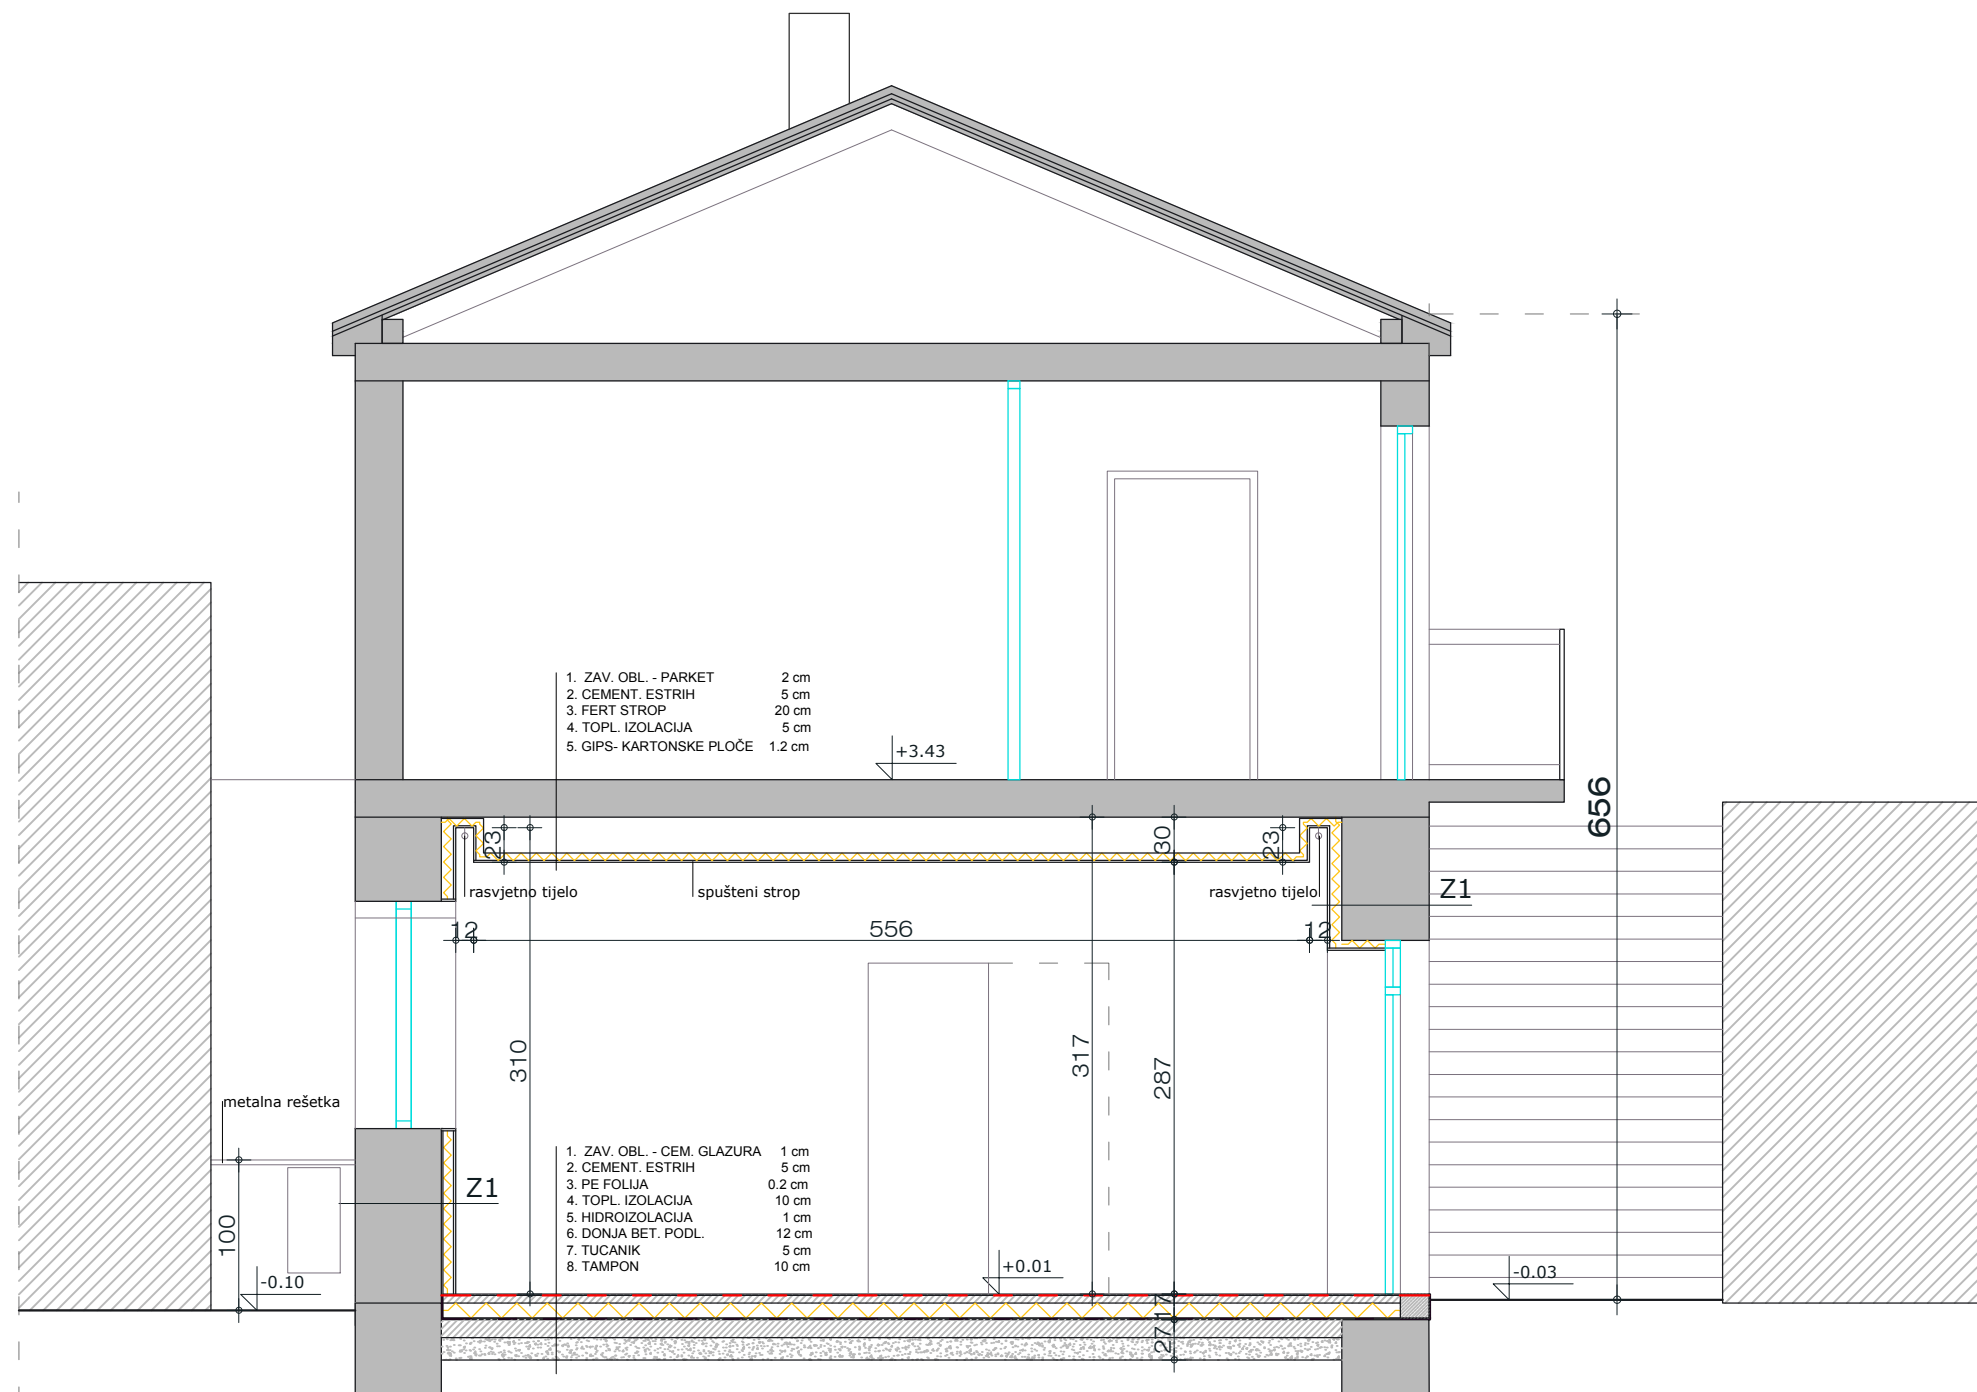 656
1. ZAV. OBL. - PARKET 2 cm
2. CEMENT. ESTRIH 5 cm
3. FERT STROP 20 cm
4. TOPL. IZOLACIJA 5 cm
5. GIPS- KARTONSKE PLOČE 1.2 cm
+3.43
23
30
23
rasvjetno tijelo
spušteni strop
rasvjetno tijelo
Z1
12
556
12
310
317
287
metalna rešetka
1. ZAV. OBL. - CEM. GLAZURA 1 cm
2. CEMENT. ESTRIH 5 cm
3. PE FOLIJA 0.2 cm
4. TOPL. IZOLACIJA 10 cm
5. HIDROIZOLACIJA 1 cm
6. DONJA BET. PODL. 12 cm
7. TUCANIK 5 cm
8. TAMPON 10 cm
Z1
100
-0.10
+0.01
-0.03
17
27